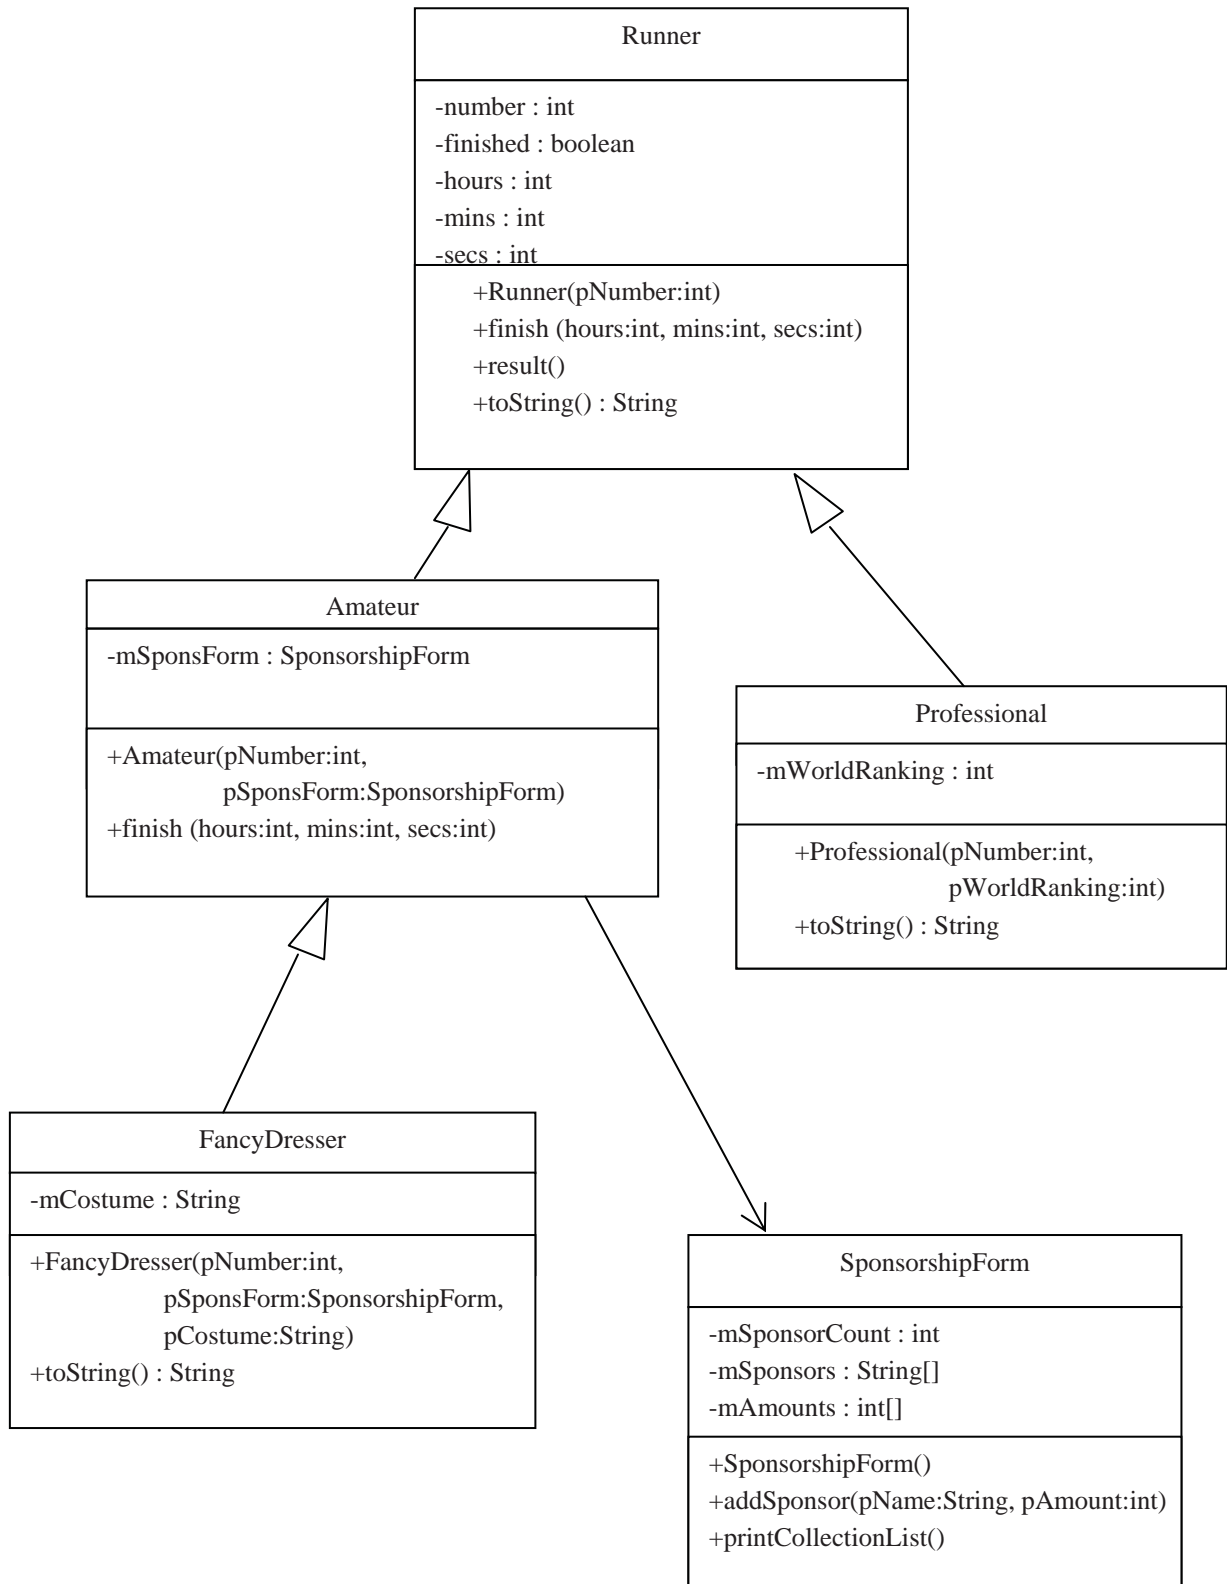 Runner
-number : int
-finished : boolean
-hours : int
-mins : int
-secs : int
+Runner(pNumber:int)
+finish (hours:int, mins:int, secs:int)
+result()
+toString() : String
Amateur
-mSponsForm : SponsorshipForm
+Amateur(pNumber:int,
pSponsForm:SponsorshipForm)
+finish (hours:int, mins:int, secs:int)
Professional
-mWorldRanking : int
+Professional(pNumber:int,
pWorldRanking:int)
+toString() : String
FancyDresser
-mCostume : String
+FancyDresser(pNumber:int,
pSponsForm:SponsorshipForm,
pCostume:String)
+toString() : String
SponsorshipForm
-mSponsorCount : int
-mSponsors : String[]
-mAmounts : int[]
+SponsorshipForm()
+addSponsor(pName:String, pAmount:int)
+printCollectionList()